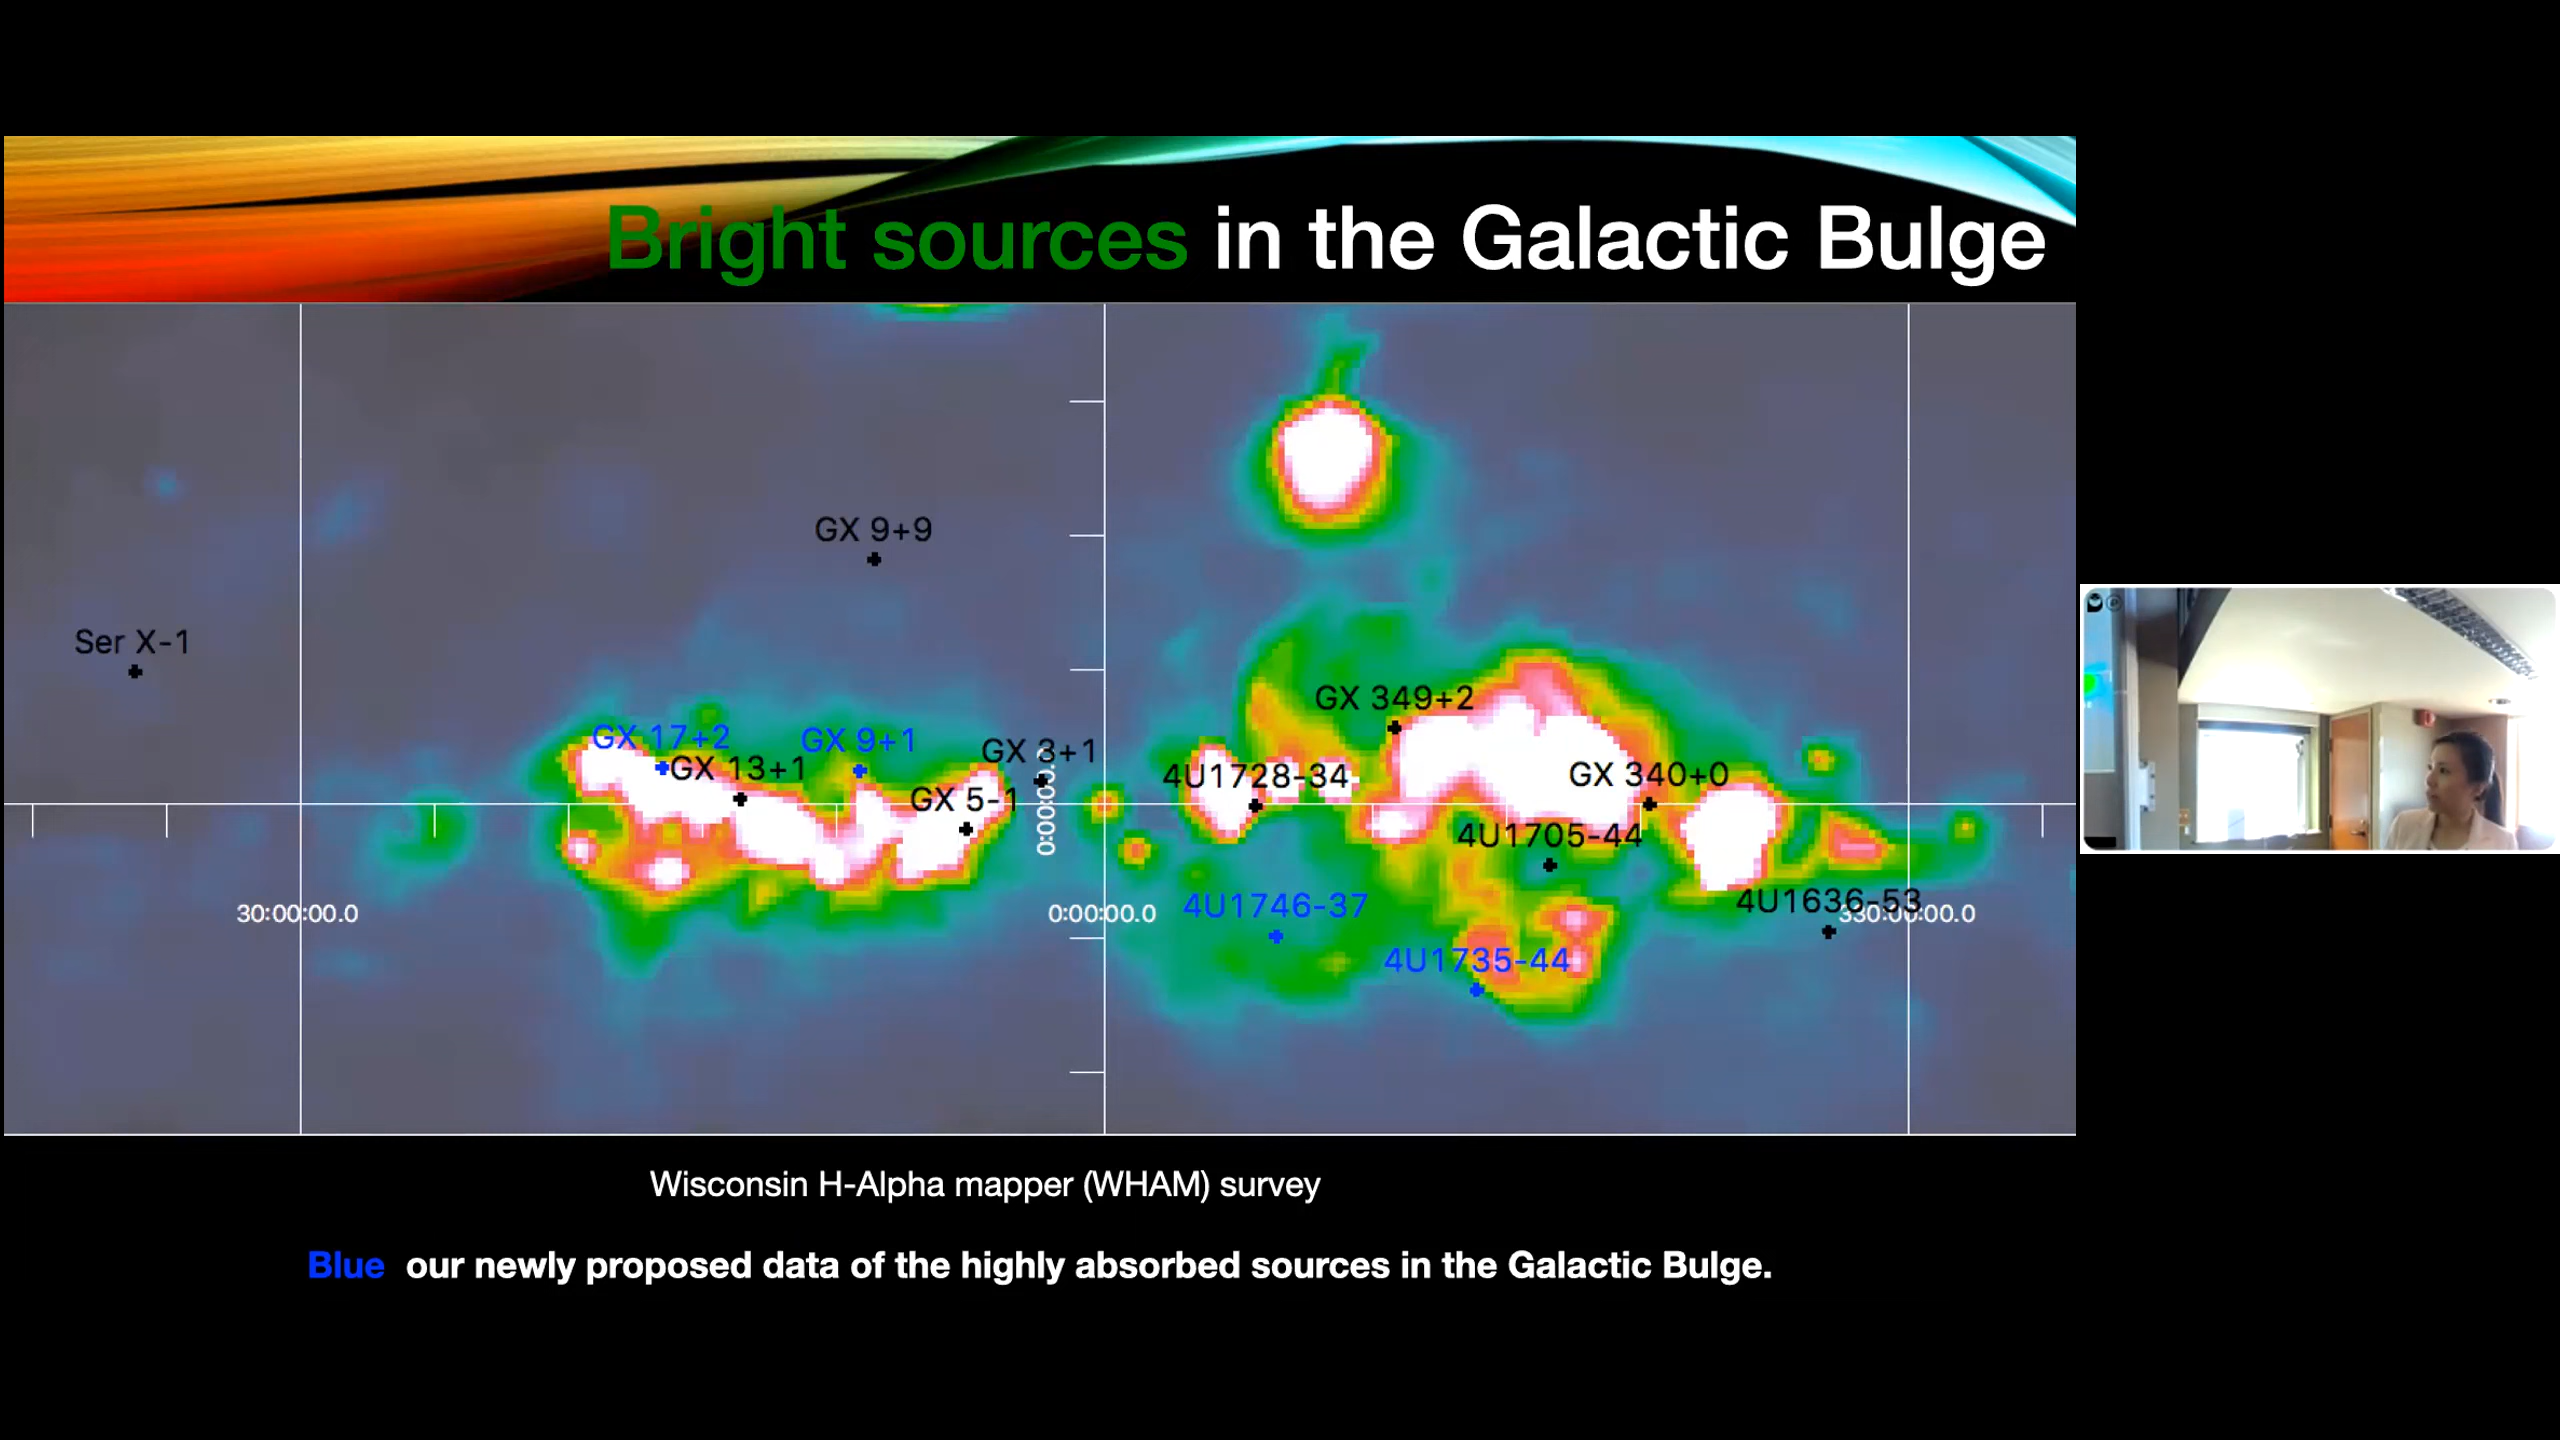 Bright sources in the Galactic Bulge
GX 9+9
Ser X-1
GX 349+2
GX 17+2
GX 9+1
GX 3+1
GX 13+1
4U1728-34
GX 340+0
GX 5-1
0:00:00.0
4U1705-44
4U1746-37
4U1636-53
30:00:00.0
0:00:00.0
330:00:00.0
4U1735-44
Wisconsin H-Alpha mapper (WHAM) survey
Blue our newly proposed data of the highly absorbed sources in the Galactic Bulge.